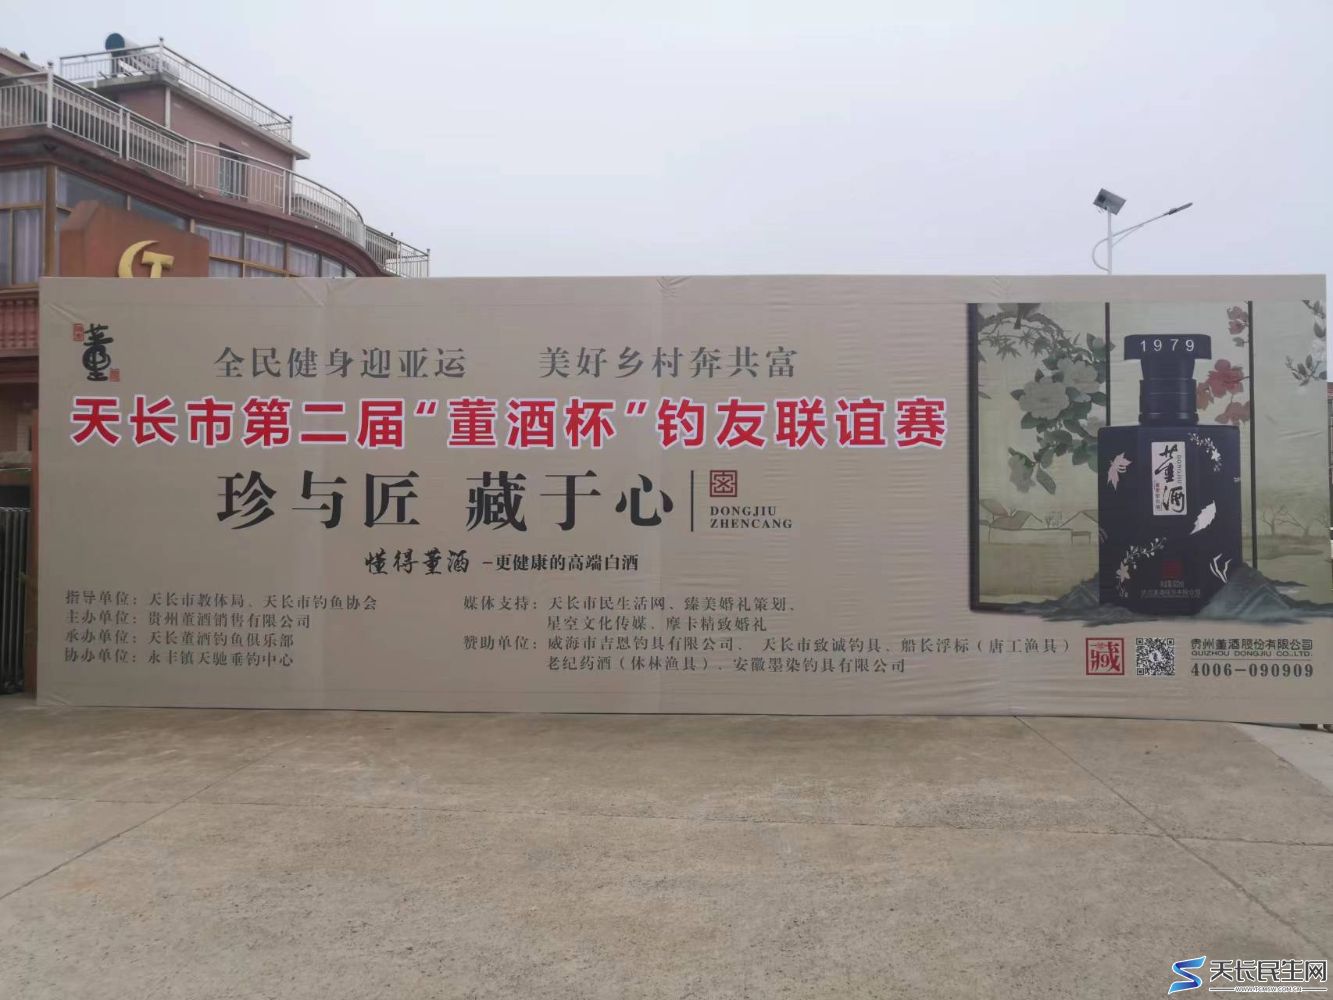 董
全民健身迎亚运 美好乡村奔共富
天长市第二届“董酒杯”钓友联谊赛
珍与匠 藏于心
密
DONGJIU
ZHENCANG
懂得董酒 –更健康的高端白酒
指导单位：天长市教体局、天长市钓鱼协会
主办单位：贵州董酒销售有限公司
承办单位：天长董酒钓鱼俱乐部
协办单位：永丰镇天驰垂钓中心
媒体支持：天长市民生活网、臻美婚礼策划、
星空文化传媒、摩卡精致婚礼
赞助单位：威海市吉恩钓具有限公司、 天长市致诚钓具、船长浮标（唐工渔具）
老纪药酒（休林渔具）、安徽墨染钓具有限公司
1979
董酒
DONGJIU
藏
贵州董酒股份有限公司
GUIZHOU DONGJIU CO.,LTD.
4006-090909
天长民生网